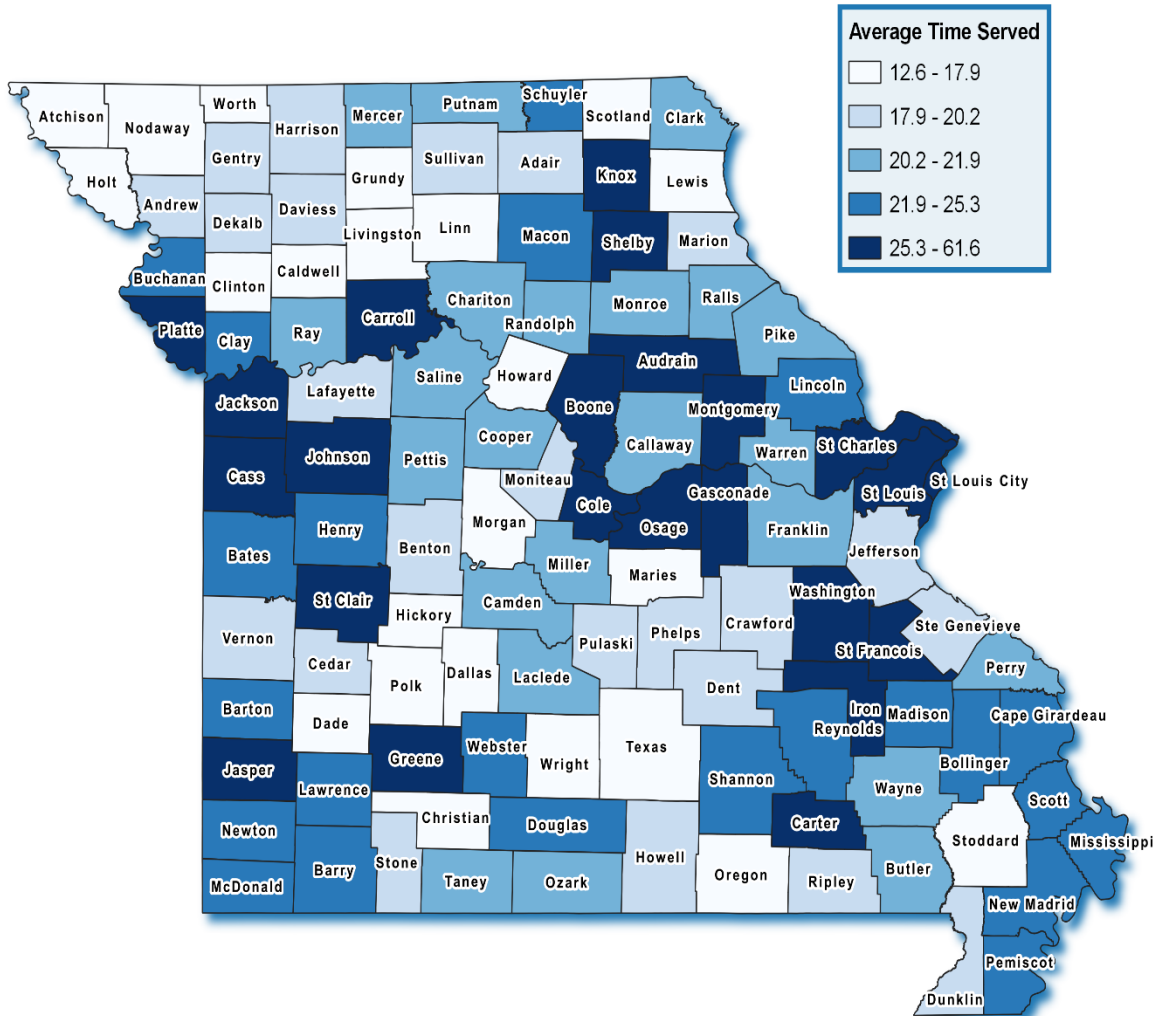 Average Time Served
12.6 - 17.9
17.9 - 20.2
20.2 - 21.9
21.9 - 25.3
25.3 - 61.6
Atchison
Nodaway
Worth
Harrison
Mercer
Putnam
Schuyler
Scotland
Clark
Holt
Andrew
Gentry
Dekalb
Daviess
Grundy
Sullivan
Adair
Knox
Lewis
Livingston
Linn
Macon
Shelby
Marion
Buchanan
Clinton
Caldwell
Platte
Clay
Ray
Carroll
Chariton
Randolph
Monroe
Ralls
Pike
Jackson
Lafayette
Saline
Howard
Boone
Audrain
Montgomery
Lincoln
Cass
Johnson
Pettis
Cooper
Moniteau
Callaway
Warren
St Charles
St Louis
St Louis City
Bates
Henry
Benton
Morgan
Cole
Osage
Gasconade
Franklin
Jefferson
Miller
Maries
St Clair
Hickory
Camden
Pulaski
Phelps
Crawford
Washington
Ste Genevieve
St Francois
Perry
Vernon
Cedar
Polk
Dallas
Laclede
Dent
Iron
Reynolds
Madison
Cape Girardeau
Bollinger
Barton
Dade
Greene
Webster
Wright
Texas
Shannon
Wayne
Scott
Jasper
Lawrence
Christian
Douglas
Carter
Stoddard
Mississippi
Newton
McDonald
Barry
Stone
Taney
Ozark
Howell
Oregon
Ripley
Butler
New Madrid
Pemiscot
Dunklin